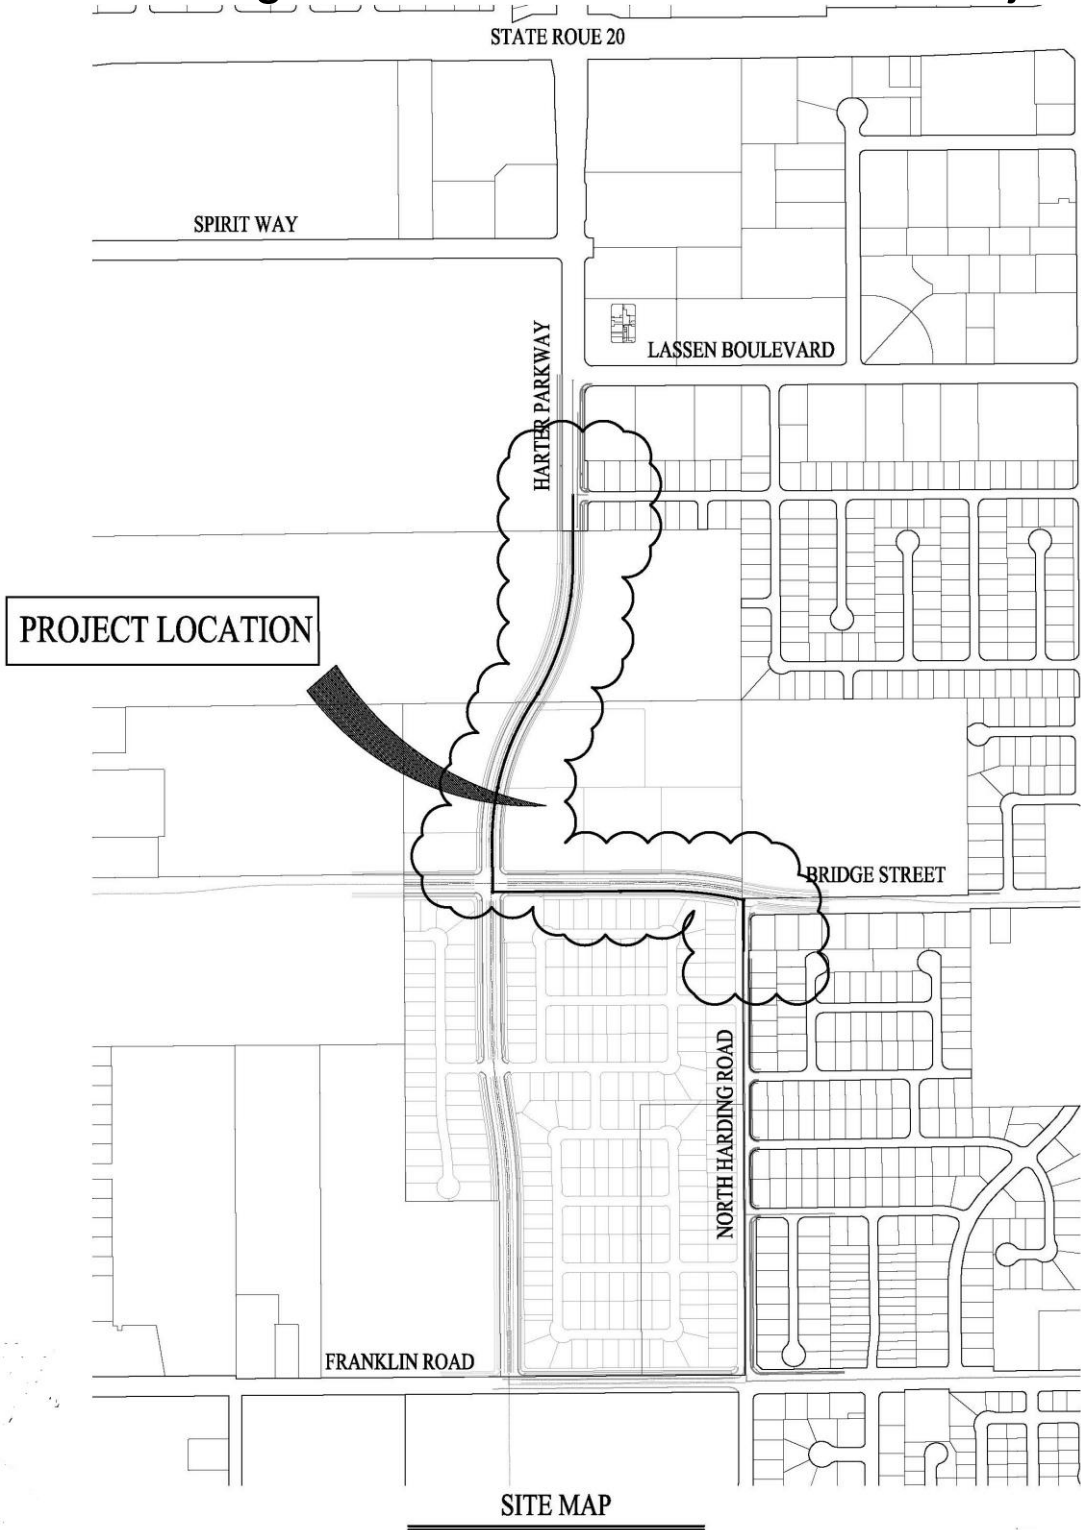 STATE ROUE 20
SPIRIT WAY
HARTER PARKWAY
LASSEN BOULEVARD
PROJECT LOCATION
BRIDGE STREET
NORTH HARDING ROAD
FRANKLIN ROAD
SITE MAP